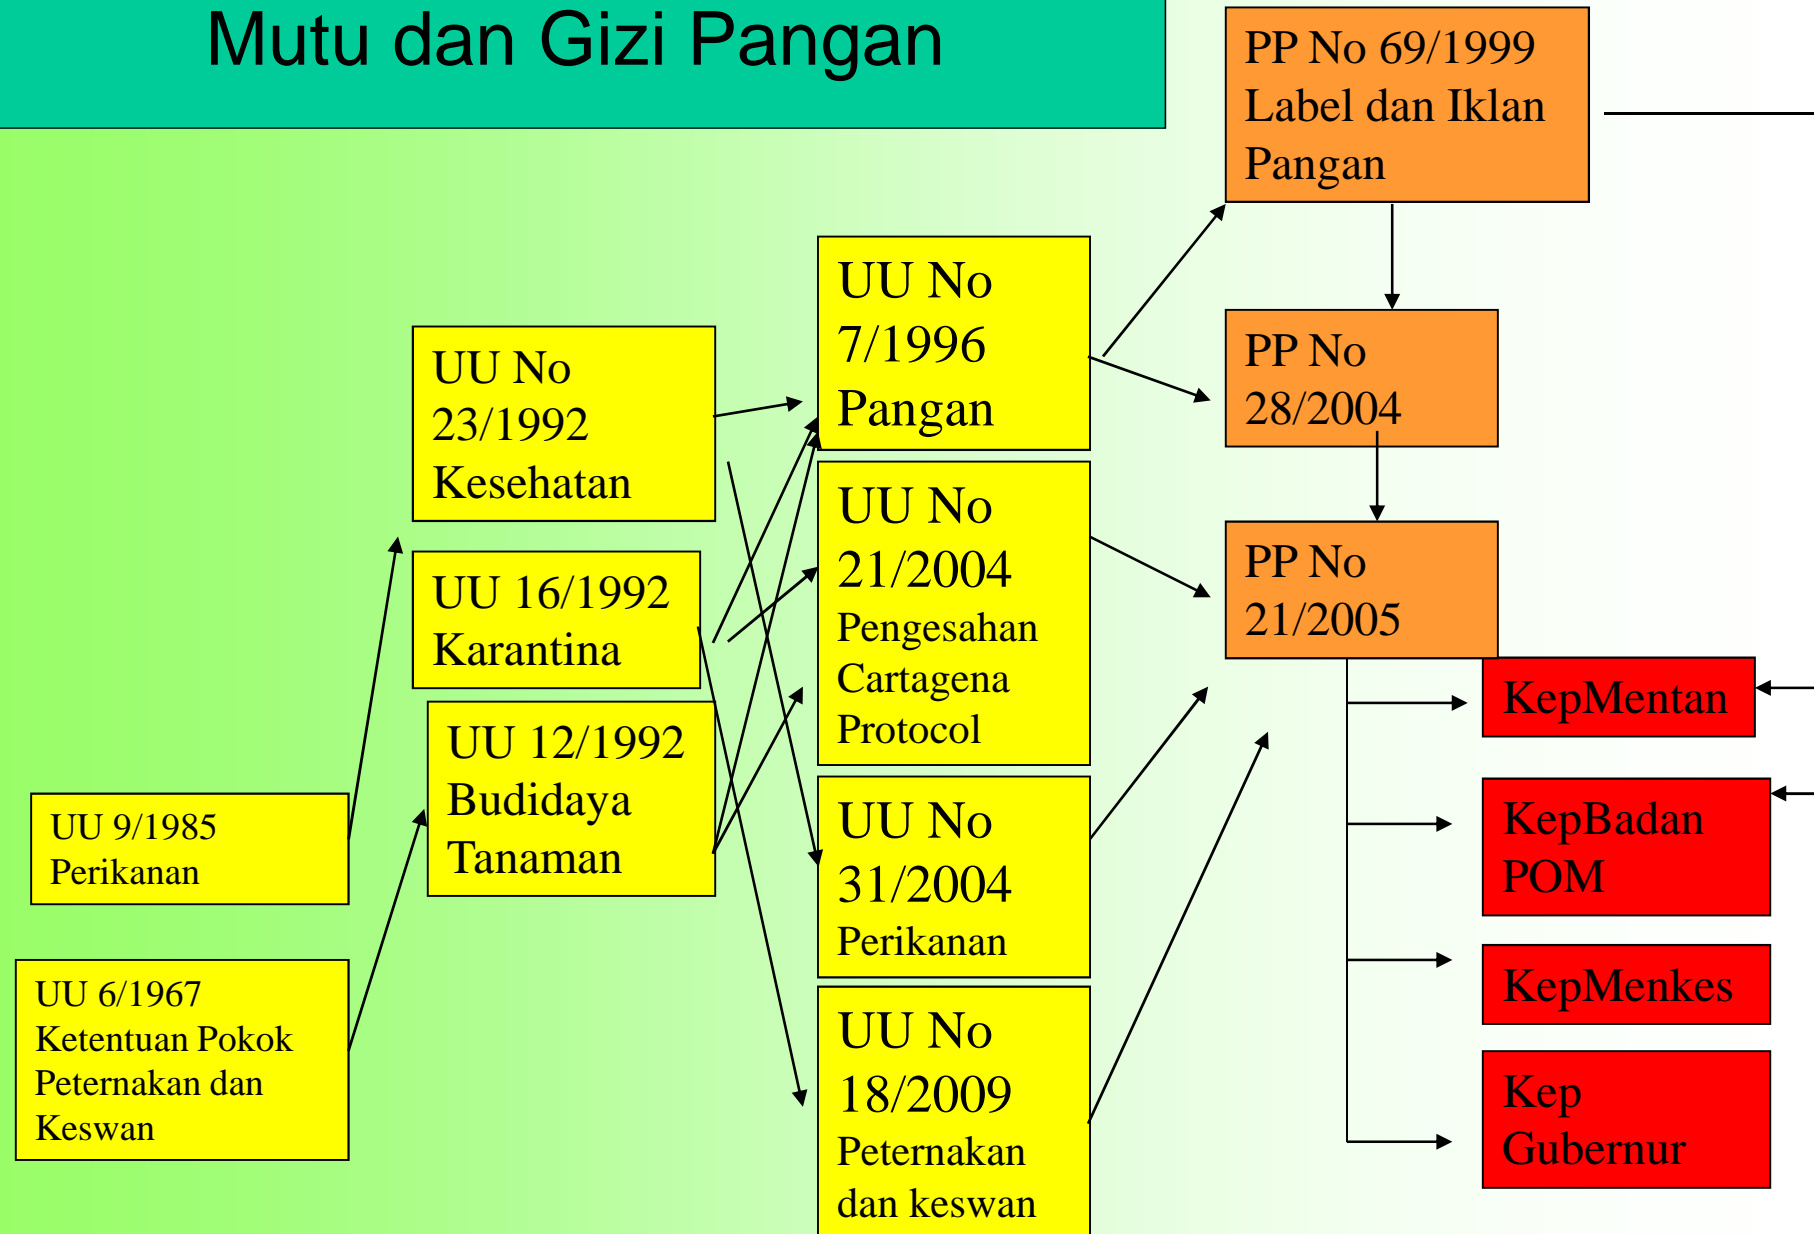 Mutu dan Gizi Pangan
PP No 69/1999
Label dan Iklan
Pangan
UU No
7/1996
Pangan
UU No
23/1992
Kesehatan
PP No
28/2004
UU No
21/2004
Pengesahan
Cartagena
Protocol
UU 16/1992
Karantina
PP No
21/2005
UU 12/1992
Budidaya
Tanaman
KepMentan
UU 9/1985
Perikanan
UU No
31/2004
Perikanan
KepBadan
POM
UU 6/1967
Ketentuan Pokok
Peternakan dan
Keswan
KepMenkes
UU No
18/2009
Peternakan
dan keswan
Kep
Gubernur